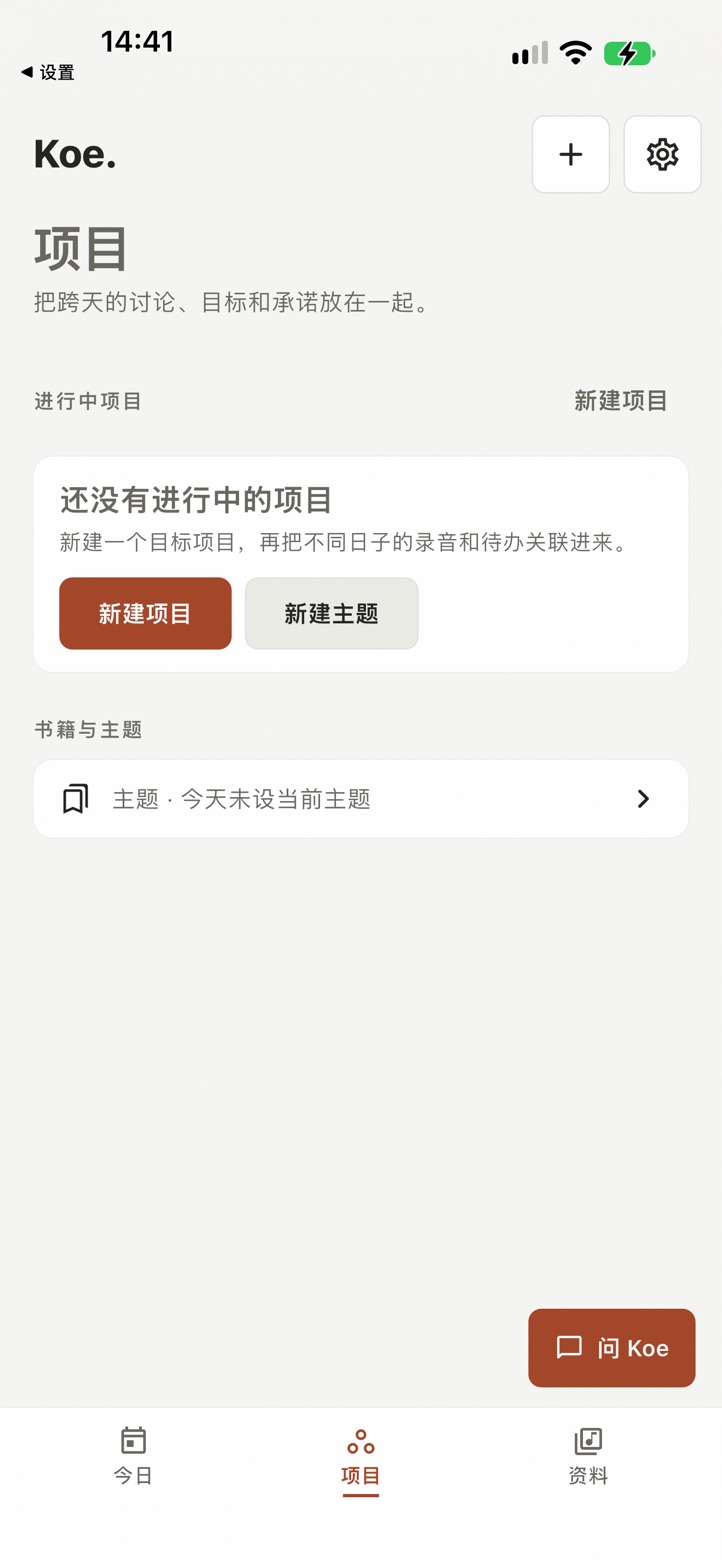 14:41
◀ 设置
Koe.
项目
把跨天的讨论、目标和承诺放在一起。
进行中项目
新建项目
还没有进行中的项目
新建一个目标项目，再把不同日子的录音和待办关联进来。
新建项目
新建主题
书籍与主题
主题 · 今天未设当前主题
问 Koe
今日
项目
资料